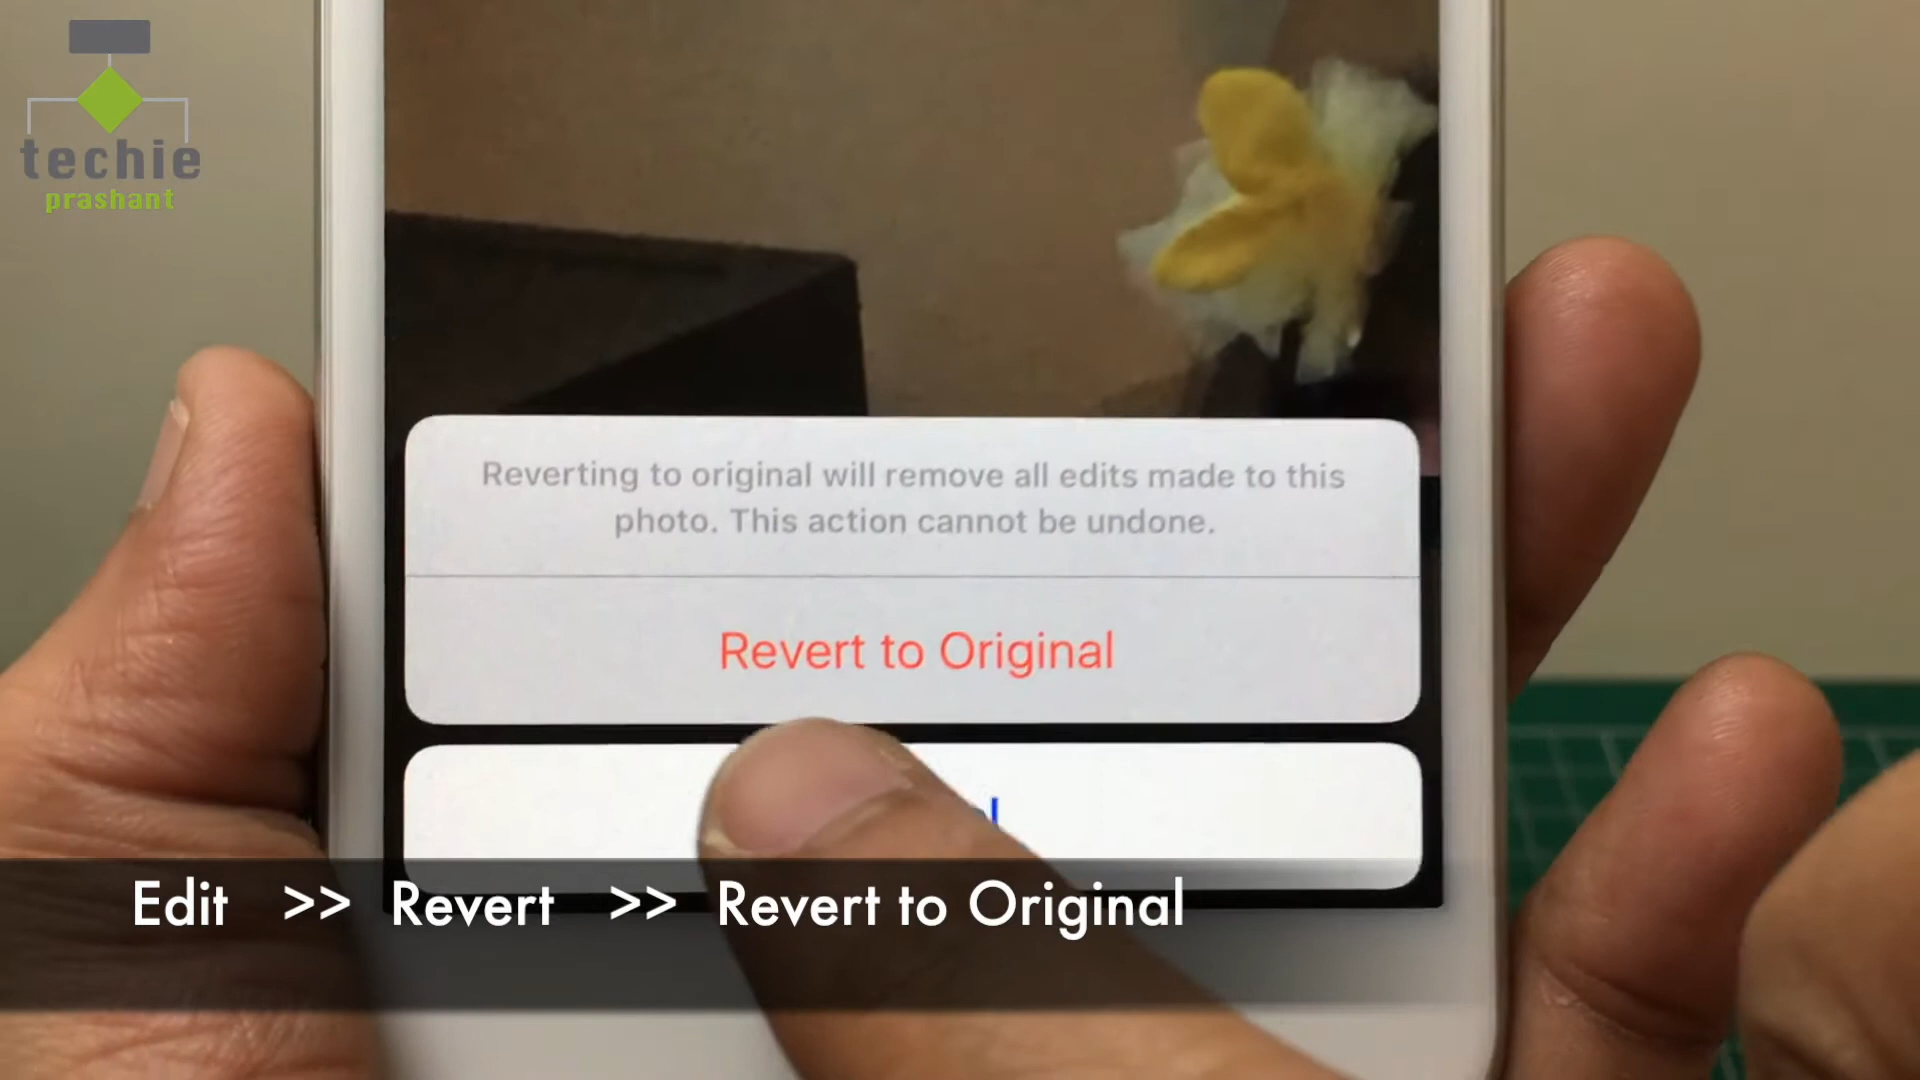 techie
prashant
Reverting to original will remove all edits made to this
photo. This action cannot be undone.
Revert to Original
Edit >> Revert >> Revert to Original